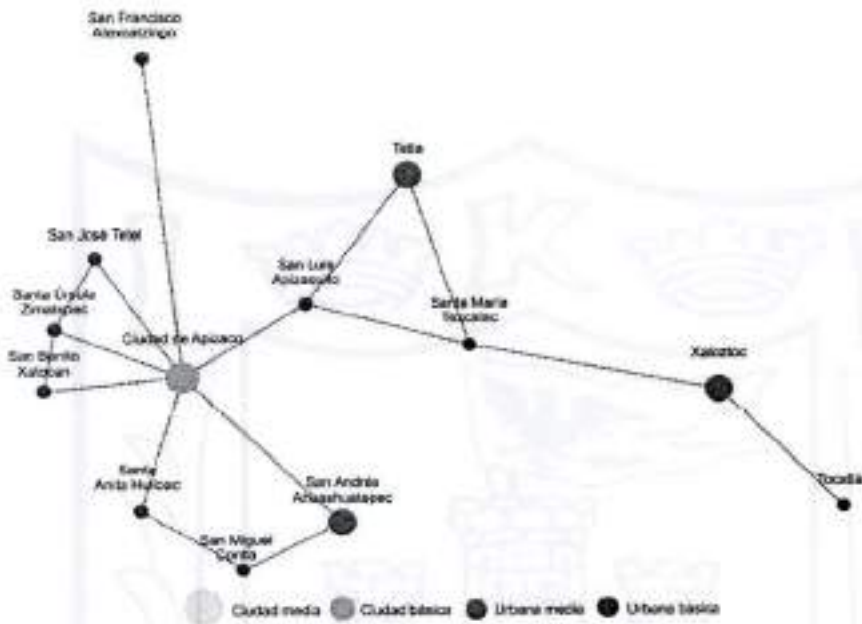 San Francisco
Atexcatzingo
Tetla
San José Tetel
San Luis
Apizaquito
Santa Úrsula
Zimatepec
Santa María
Texcalac
Ciudad de Apizaco
San Benito
Xaltocan
Xaloztoc
Santa
Anita Huiloac
San Andrés
Ahuashuatepec
Tocatla
San Miguel
Contla
Ciudad media
Ciudad básica
Urbana media
Urbana básica